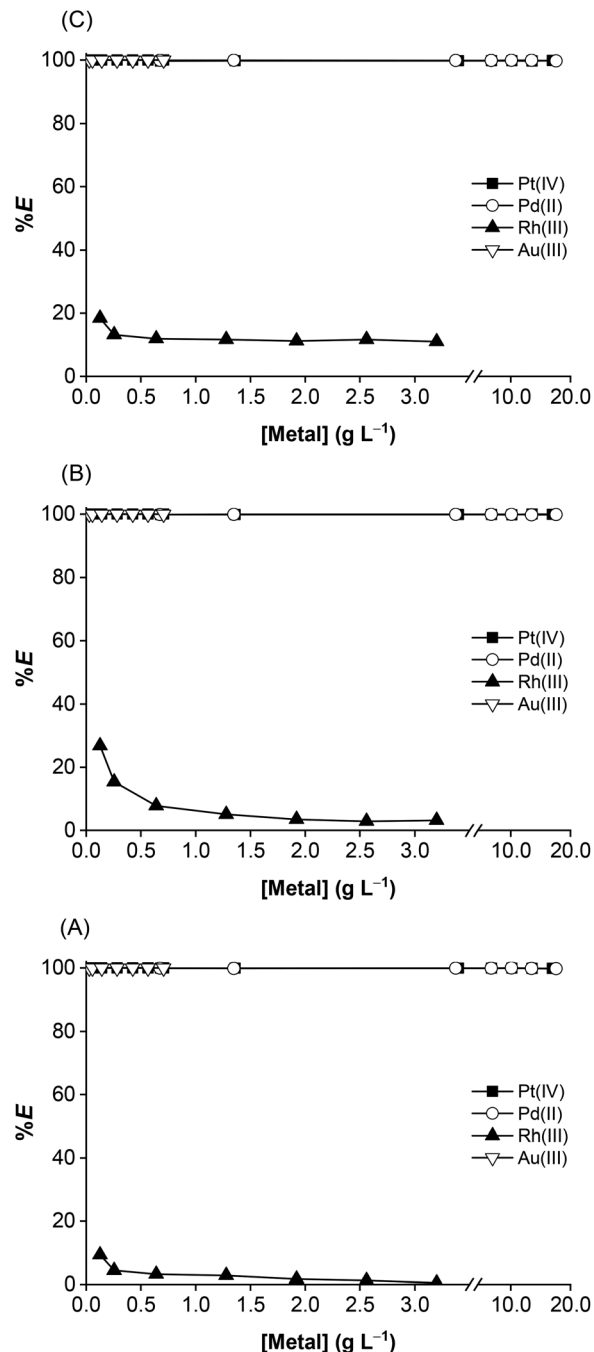 (C)
100
80
60
40
20
0
%E
Pt(IV)
Pd(II)
Rh(III)
Au(III)
0.0 0.5 1.0 1.5 2.0 2.5 3.0 10.0 20.0
[Metal] (g L⁻¹)
(B)
100
80
60
40
20
0
%E
Pt(IV)
Pd(II)
Rh(III)
Au(III)
0.0 0.5 1.0 1.5 2.0 2.5 3.0 10.0 20.0
[Metal] (g L⁻¹)
(A)
100
80
60
40
20
0
%E
Pt(IV)
Pd(II)
Rh(III)
Au(III)
0.0 0.5 1.0 1.5 2.0 2.5 3.0 10.0 20.0
[Metal] (g L⁻¹)